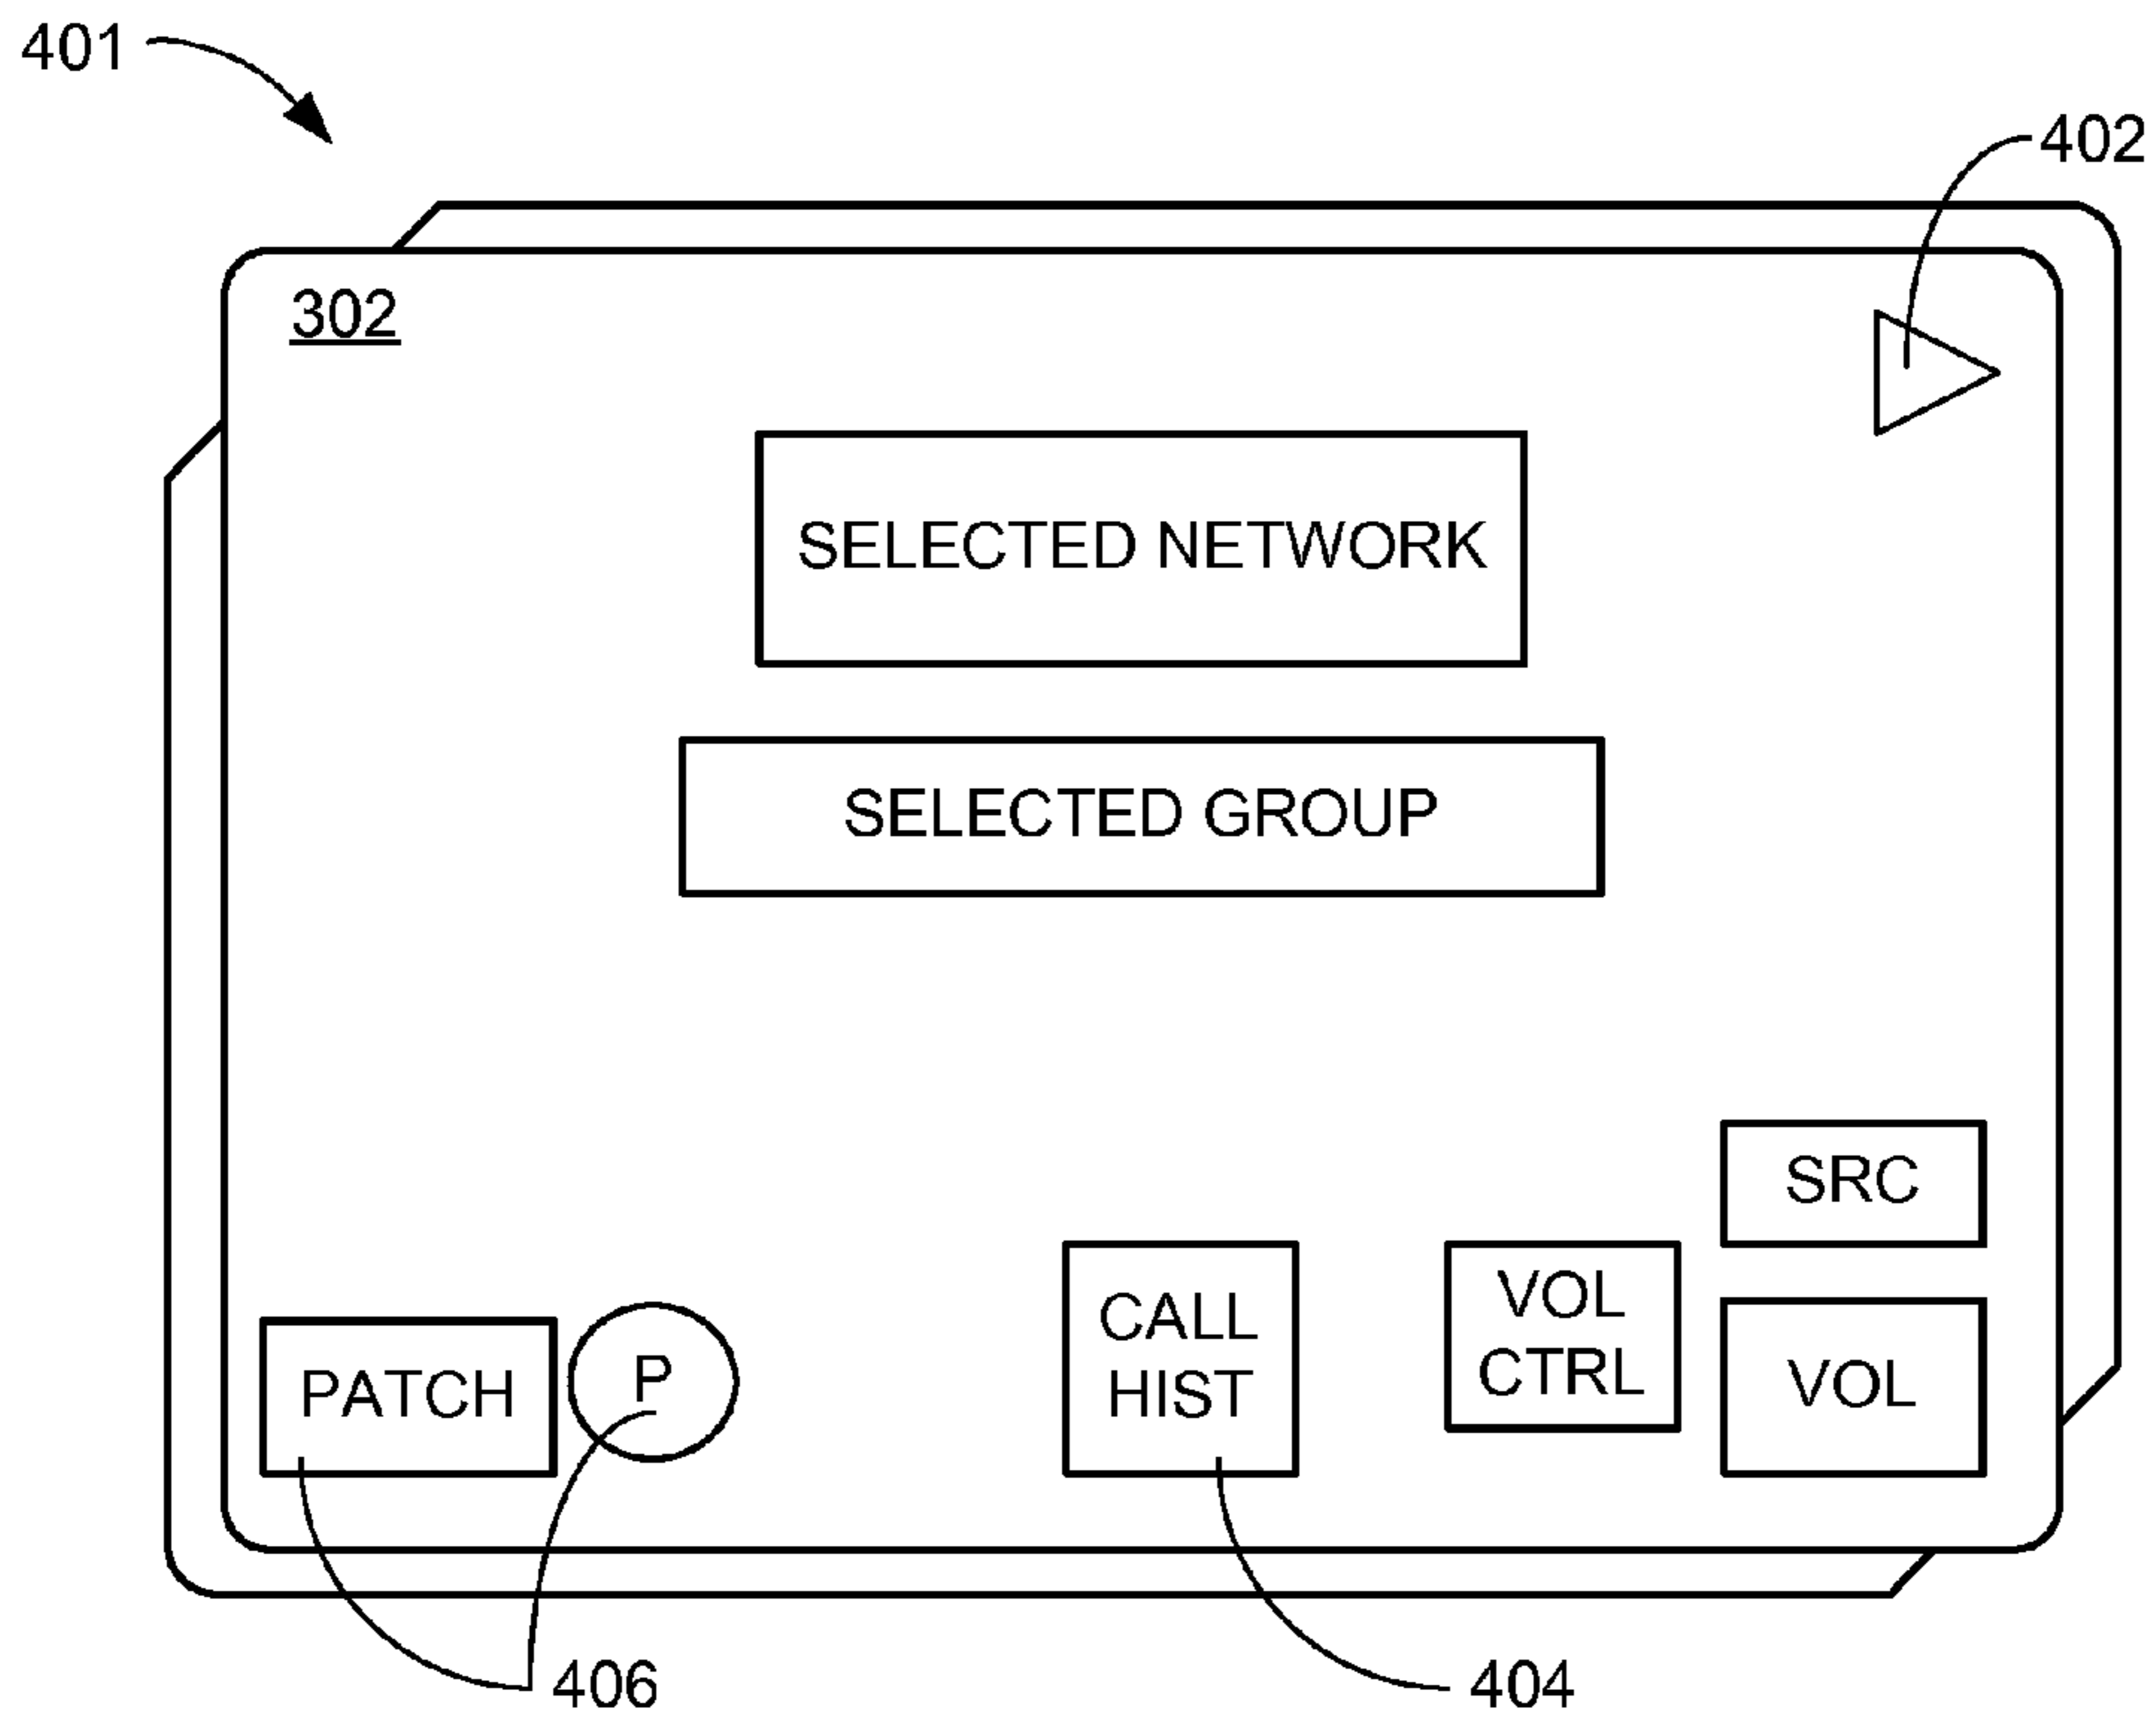 401
402
302
SELECTED NETWORK
SELECTED GROUP
SRC
CALL
HIST
VOL
CTRL
VOL
PATCH
P
406
404